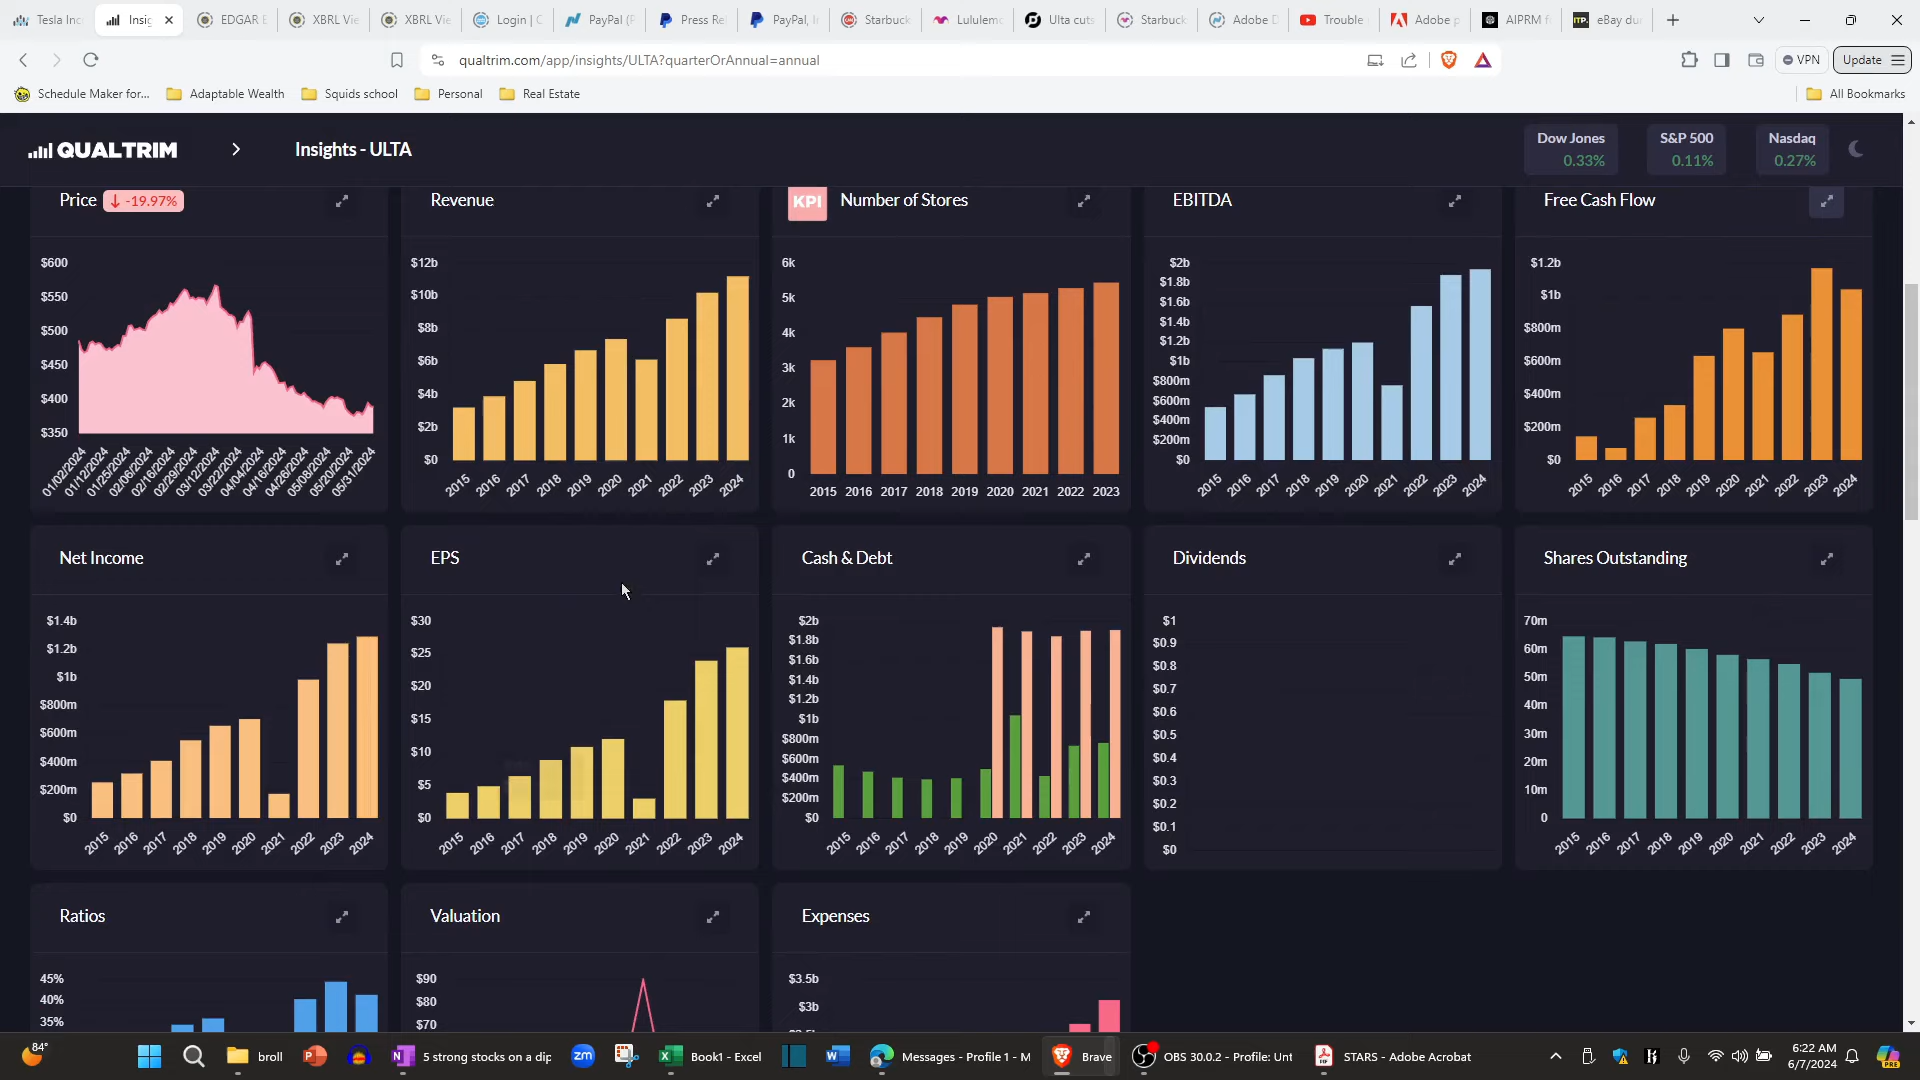 Tesla Inc
Insig
EDGAR E
XBRL Vie
XBRL Vie
Login | C
PayPal (P
Press Re
PayPal, I
Starbuck
Lululem
Ulta cuts
Starbuck
Adobe D
Trouble
Adobe p
AIPRM f
eBay du
qualtrim.com/app/insights/ULTA?quarterOrAnnual=annual
VPN
Update
Schedule Maker for...
Adaptable Wealth
Squids school
Personal
Real Estate
All Bookmarks
QUALTRIM
Insights - ULTA
Dow Jones
0.33%
S&P 500
0.11%
Nasdaq
0.27%
Price
-19.97%
$600
$550
$500
$450
$400
$350
01/02/2024
01/12/2024
01/25/2024
02/06/2024
02/16/2024
02/29/2024
03/12/2024
03/22/2024
04/04/2024
04/16/2024
04/26/2024
05/08/2024
05/20/2024
05/31/2024
Revenue
$12b
$10b
$8b
$6b
$4b
$2b
$0
2015 2016 2017 2018 2019 2020 2021 2022 2023 2024
KPI
Number of Stores
6k
5k
4k
3k
2k
1k
0
2015 2016 2017 2018 2019 2020 2021 2022 2023
EBITDA
$2b
$1.8b
$1.6b
$1.4b
$1.2b
$1b
$800m
$600m
$400m
$200m
$0
2015 2016 2017 2018 2019 2020 2021 2022 2023 2024
Free Cash Flow
$1.2b
$1b
$800m
$600m
$400m
$200m
$0
2015 2016 2017 2018 2019 2020 2021 2022 2023 2024
Net Income
$1.4b
$1.2b
$1b
$800m
$600m
$400m
$200m
$0
2015 2016 2017 2018 2019 2020 2021 2022 2023 2024
EPS
$30
$25
$20
$15
$10
$5
$0
2015 2016 2017 2018 2019 2020 2021 2022 2023 2024
Cash & Debt
$2b
$1.8b
$1.6b
$1.4b
$1.2b
$1b
$800m
$600m
$400m
$200m
$0
2015 2016 2017 2018 2019 2020 2021 2022 2023 2024
Dividends
$1
$0.9
$0.8
$0.7
$0.6
$0.5
$0.4
$0.3
$0.2
$0.1
$0
Shares Outstanding
70m
60m
50m
40m
30m
20m
10m
0
2015 2016 2017 2018 2019 2020 2021 2022 2023 2024
Ratios
45%
40%
35%
Valuation
$90
$80
$70
Expenses
$3.5b
$3b
84°
broll
5 strong stocks on a dip
zm
Book1 - Excel
Messages - Profile 1 - M
Brave
OBS 30.0.2 - Profile: Unt
STARS - Adobe Acrobat
6:22 AM
6/7/2024